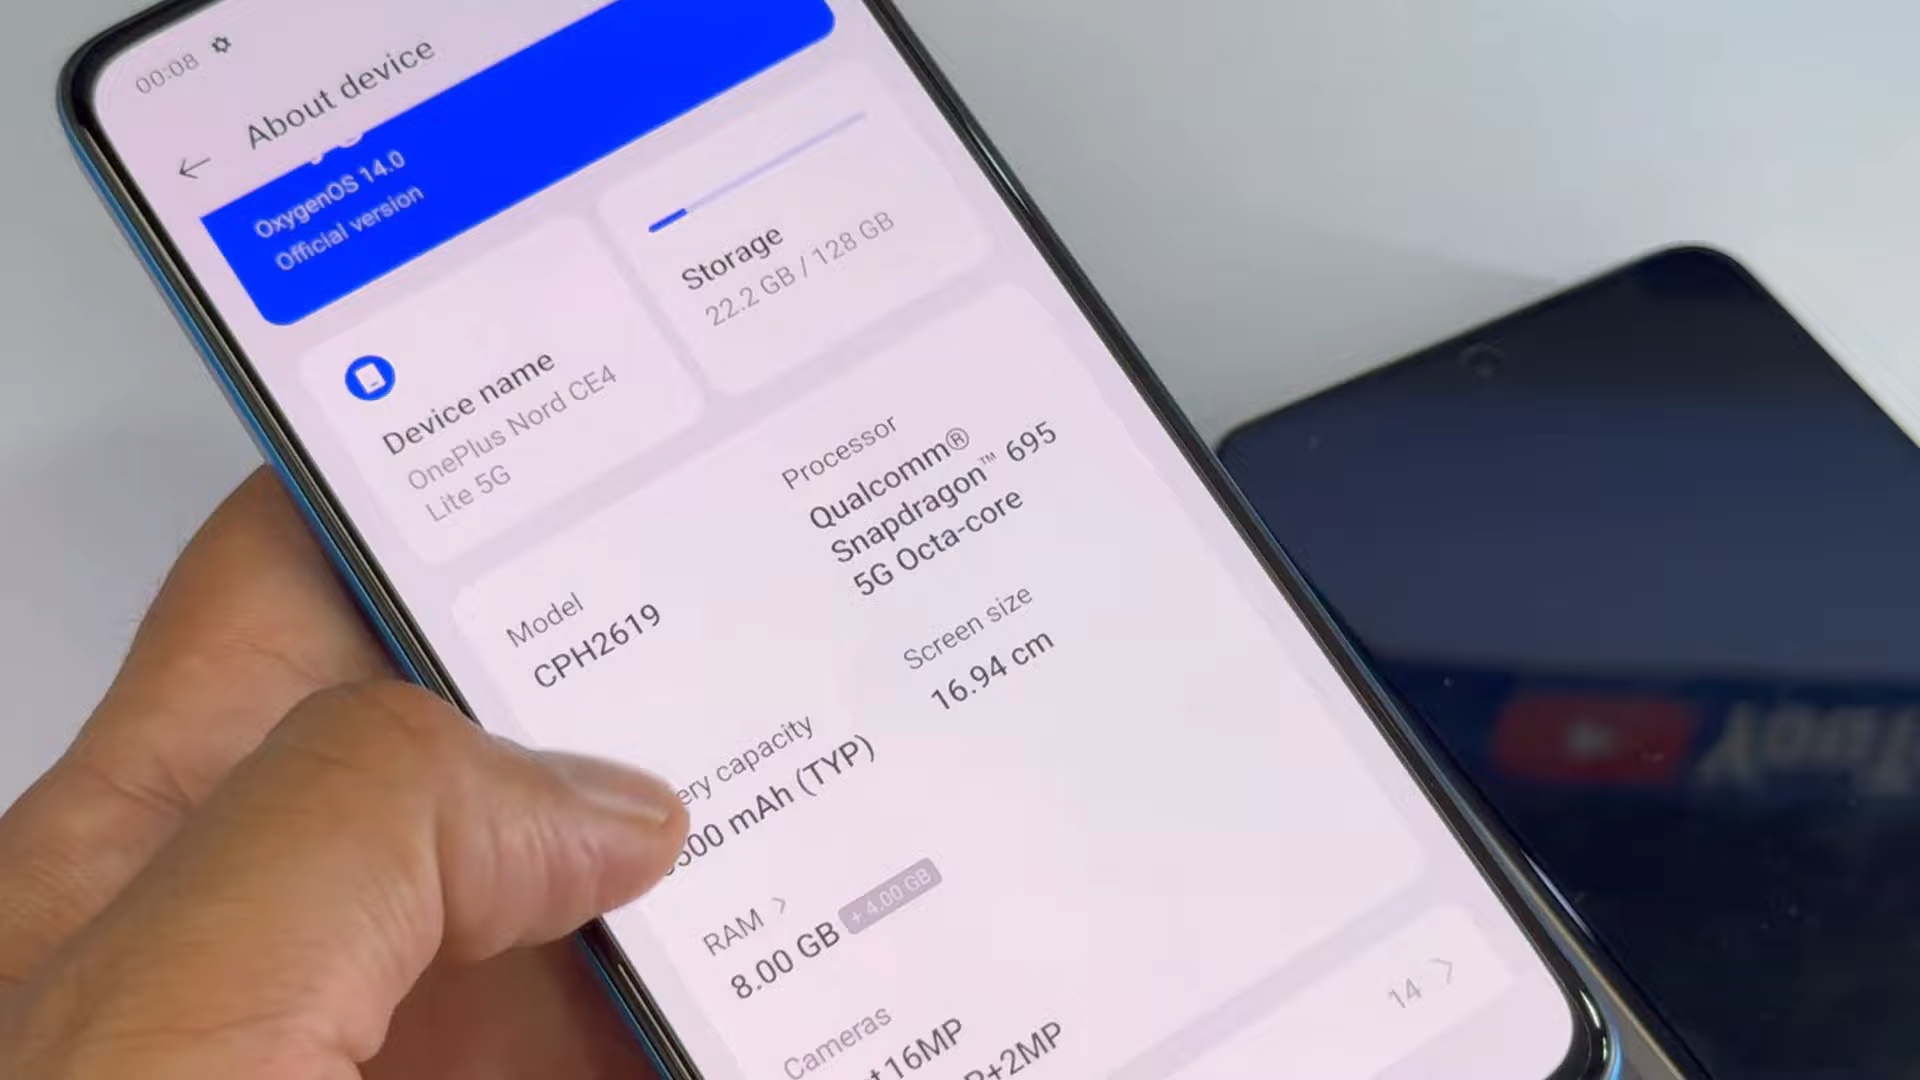 00:08
About device
OxygenOS 14.0
Official version
Storage
22.2 GB / 128 GB
Device name
OnePlus Nord CE4
Lite 5G
Processor
Qualcomm®
Snapdragon™ 695
5G Octa-core
Model
CPH2619
Screen size
16.94 cm
capacity
mAh (TYP)
RAM >
8.00 GB + 4.00 GB
Cameras
16MP
+2MP
14 >